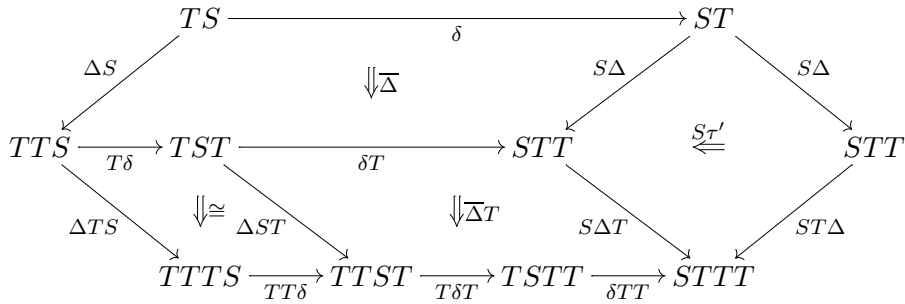 TS ST
δ
ΔS ⇓Δ̅ SΔ SΔ
TTS TST STT Sτ′ STT
Tδ δT
ΔTS ⇓≅ ΔST ⇓Δ̅T SΔT STΔ
TTTS TTST TSTT STTT
TTδ TδT δTT